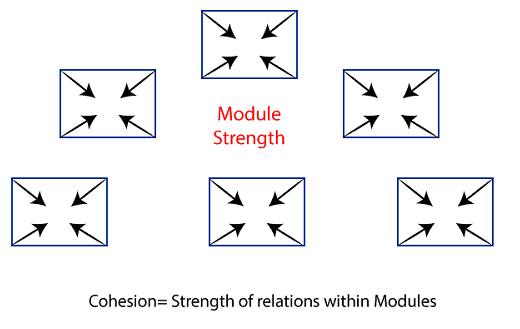 Module
Strength
Cohesion= Strength of relations within Modules